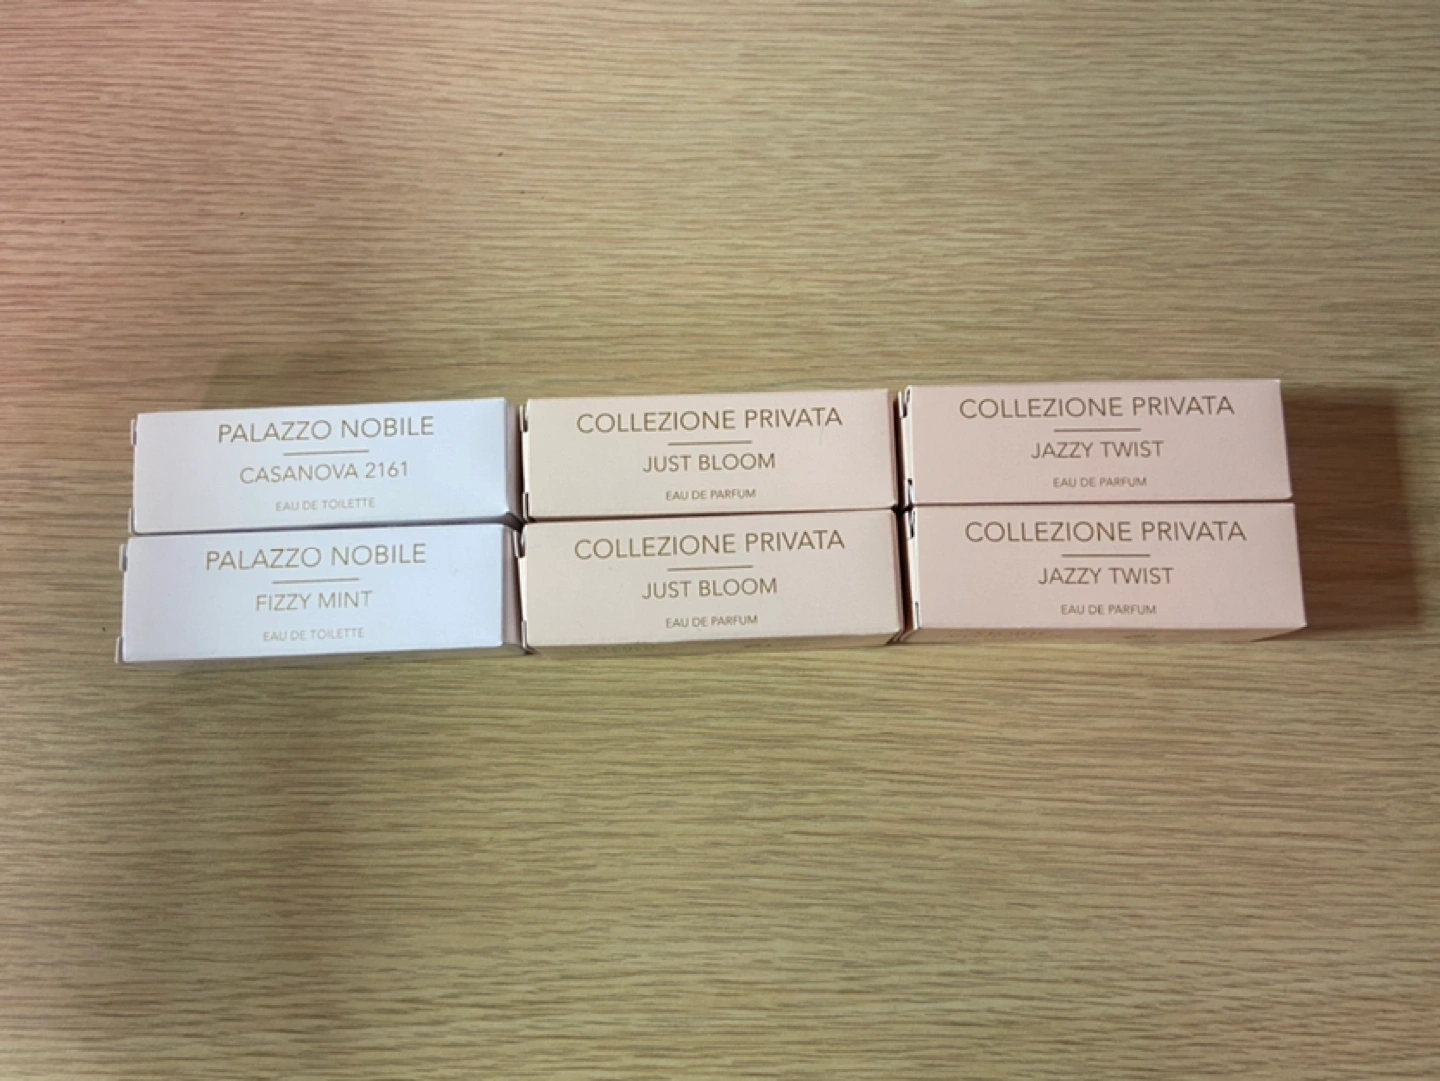 PALAZZO NOBILE
CASANOVA 2161
EAU DE TOILETTE
COLLEZIONE PRIVATA
JUST BLOOM
EAU DE PARFUM
COLLEZIONE PRIVATA
JAZZY TWIST
EAU DE PARFUM
PALAZZO NOBILE
FIZZY MINT
EAU DE TOILETTE
COLLEZIONE PRIVATA
JUST BLOOM
EAU DE PARFUM
COLLEZIONE PRIVATA
JAZZY TWIST
EAU DE PARFUM